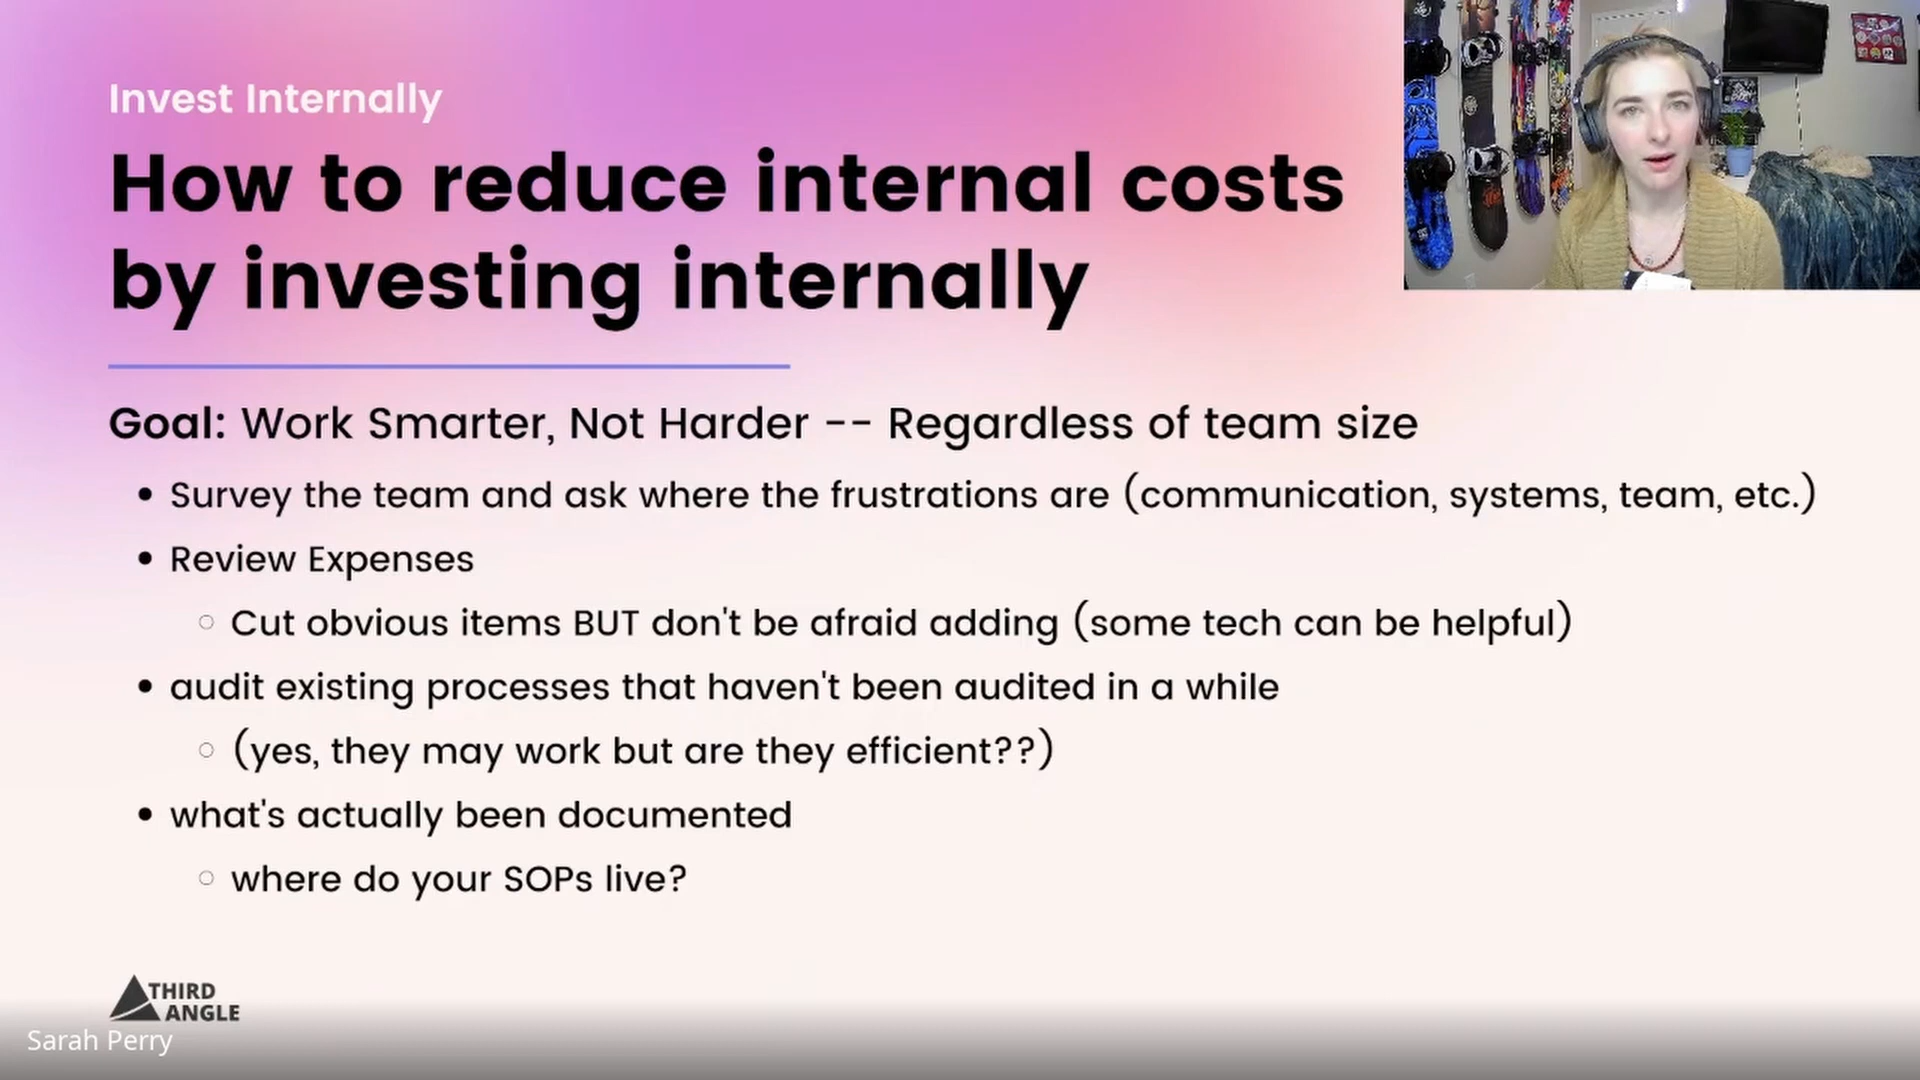 Invest Internally
How to reduce internal costs
by investing internally
Goal: Work Smarter, Not Harder -- Regardless of team size
• Survey the team and ask where the frustrations are (communication, systems, team, etc.)
• Review Expenses
○ Cut obvious items BUT don't be afraid adding (some tech can be helpful)
• audit existing processes that haven't been audited in a while
○ (yes, they may work but are they efficient??)
• what's actually been documented
○ where do your SOPs live?
THIRD
ANGLE
Sarah Perry